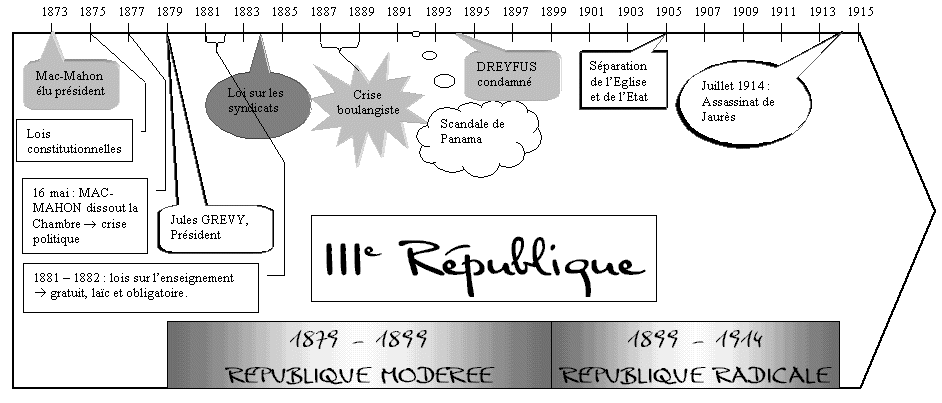 1873 1875 1877 1879 1881 1883 1885 1887 1889 1891 1893 1895 1897 1899 1901 1903 1905 1907 1909 1911 1913 1915
Mac-Mahon
élu président
Loi sur les
syndicats
Crise
boulangiste
DREYFUS
condamné
Séparation
de l'Eglise
et de l'Etat
Juillet 1914 :
Assassinat de
Jaurès
Lois
constitutionnelles
Scandale de
Panama
16 mai : MAC-
MAHON dissout la
Chambre → crise
politique
Jules GREVY,
Président
1881 – 1882 : lois sur l'enseignement
→ gratuit, laïc et obligatoire.
IIIe République
1879 - 1899
REPUBLIQUE MODEREE
1899 - 1914
REPUBLIQUE RADICALE